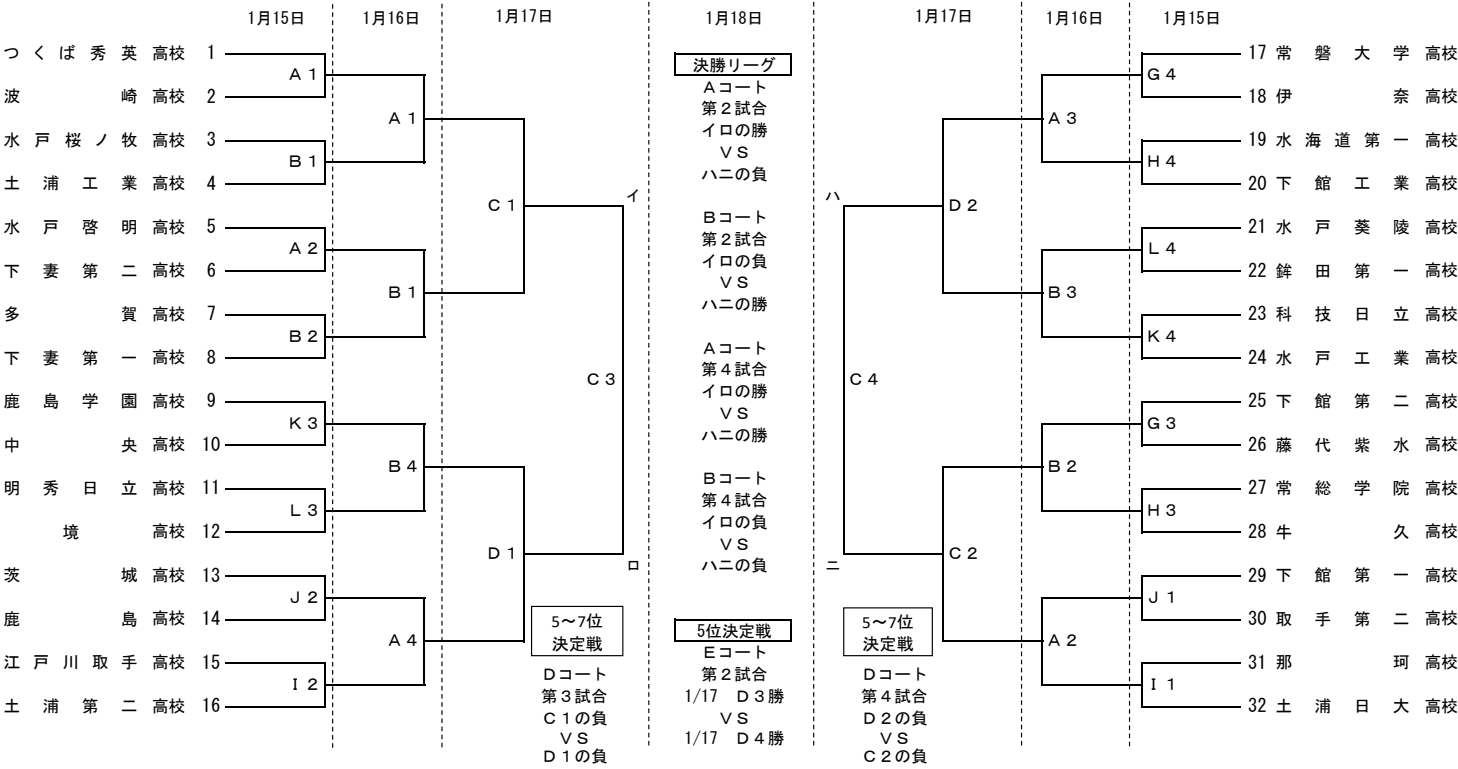 1月15日 1月16日 1月17日 1月18日 1月17日 1月16日 1月15日
つくば秀英 高校 1
A1
波崎 高校 2
A1
水戸桜ノ牧 高校 3
B1
土浦工業 高校 4
C1
イ
水戸啓明 高校 5
A2
下妻第二 高校 6
B1
多賀 高校 7
B2
下妻第一 高校 8
C3
鹿島学園 高校 9
K3
中央 高校 10
B4
明秀日立 高校 11
L3
境 高校 12
D1
ロ
茨城 高校 13
J2
鹿島 高校 14
A4
江戸川取手 高校 15
I2
土浦第二 高校 16
5〜7位
決定戦
Dコート
第3試合
C1の負
VS
D1の負
決勝リーグ
Aコート
第2試合
イロの勝
VS
ハニの負
Bコート
第2試合
イロの負
VS
ハニの勝
Aコート
第4試合
イロの勝
VS
ハニの勝
Bコート
第4試合
イロの負
VS
ハニの負
5位決定戦
Eコート
第2試合
1/17 D3勝
VS
1/17 D4勝
5〜7位
決定戦
Dコート
第4試合
D2の負
VS
C2の負
17 常磐大学 高校
G4
18 伊奈 高校
A3
19 水海道第一 高校
H4
20 下館工業 高校
ハ
D2
21 水戸葵陵 高校
L4
22 鉾田第一 高校
B3
23 科技日立 高校
K4
24 水戸工業 高校
C4
25 下館第二 高校
G3
26 藤代紫水 高校
B2
27 常総学院 高校
H3
28 牛久 高校
ニ
C2
29 下館第一 高校
J1
30 取手第二 高校
A2
31 那珂 高校
I1
32 土浦日大 高校